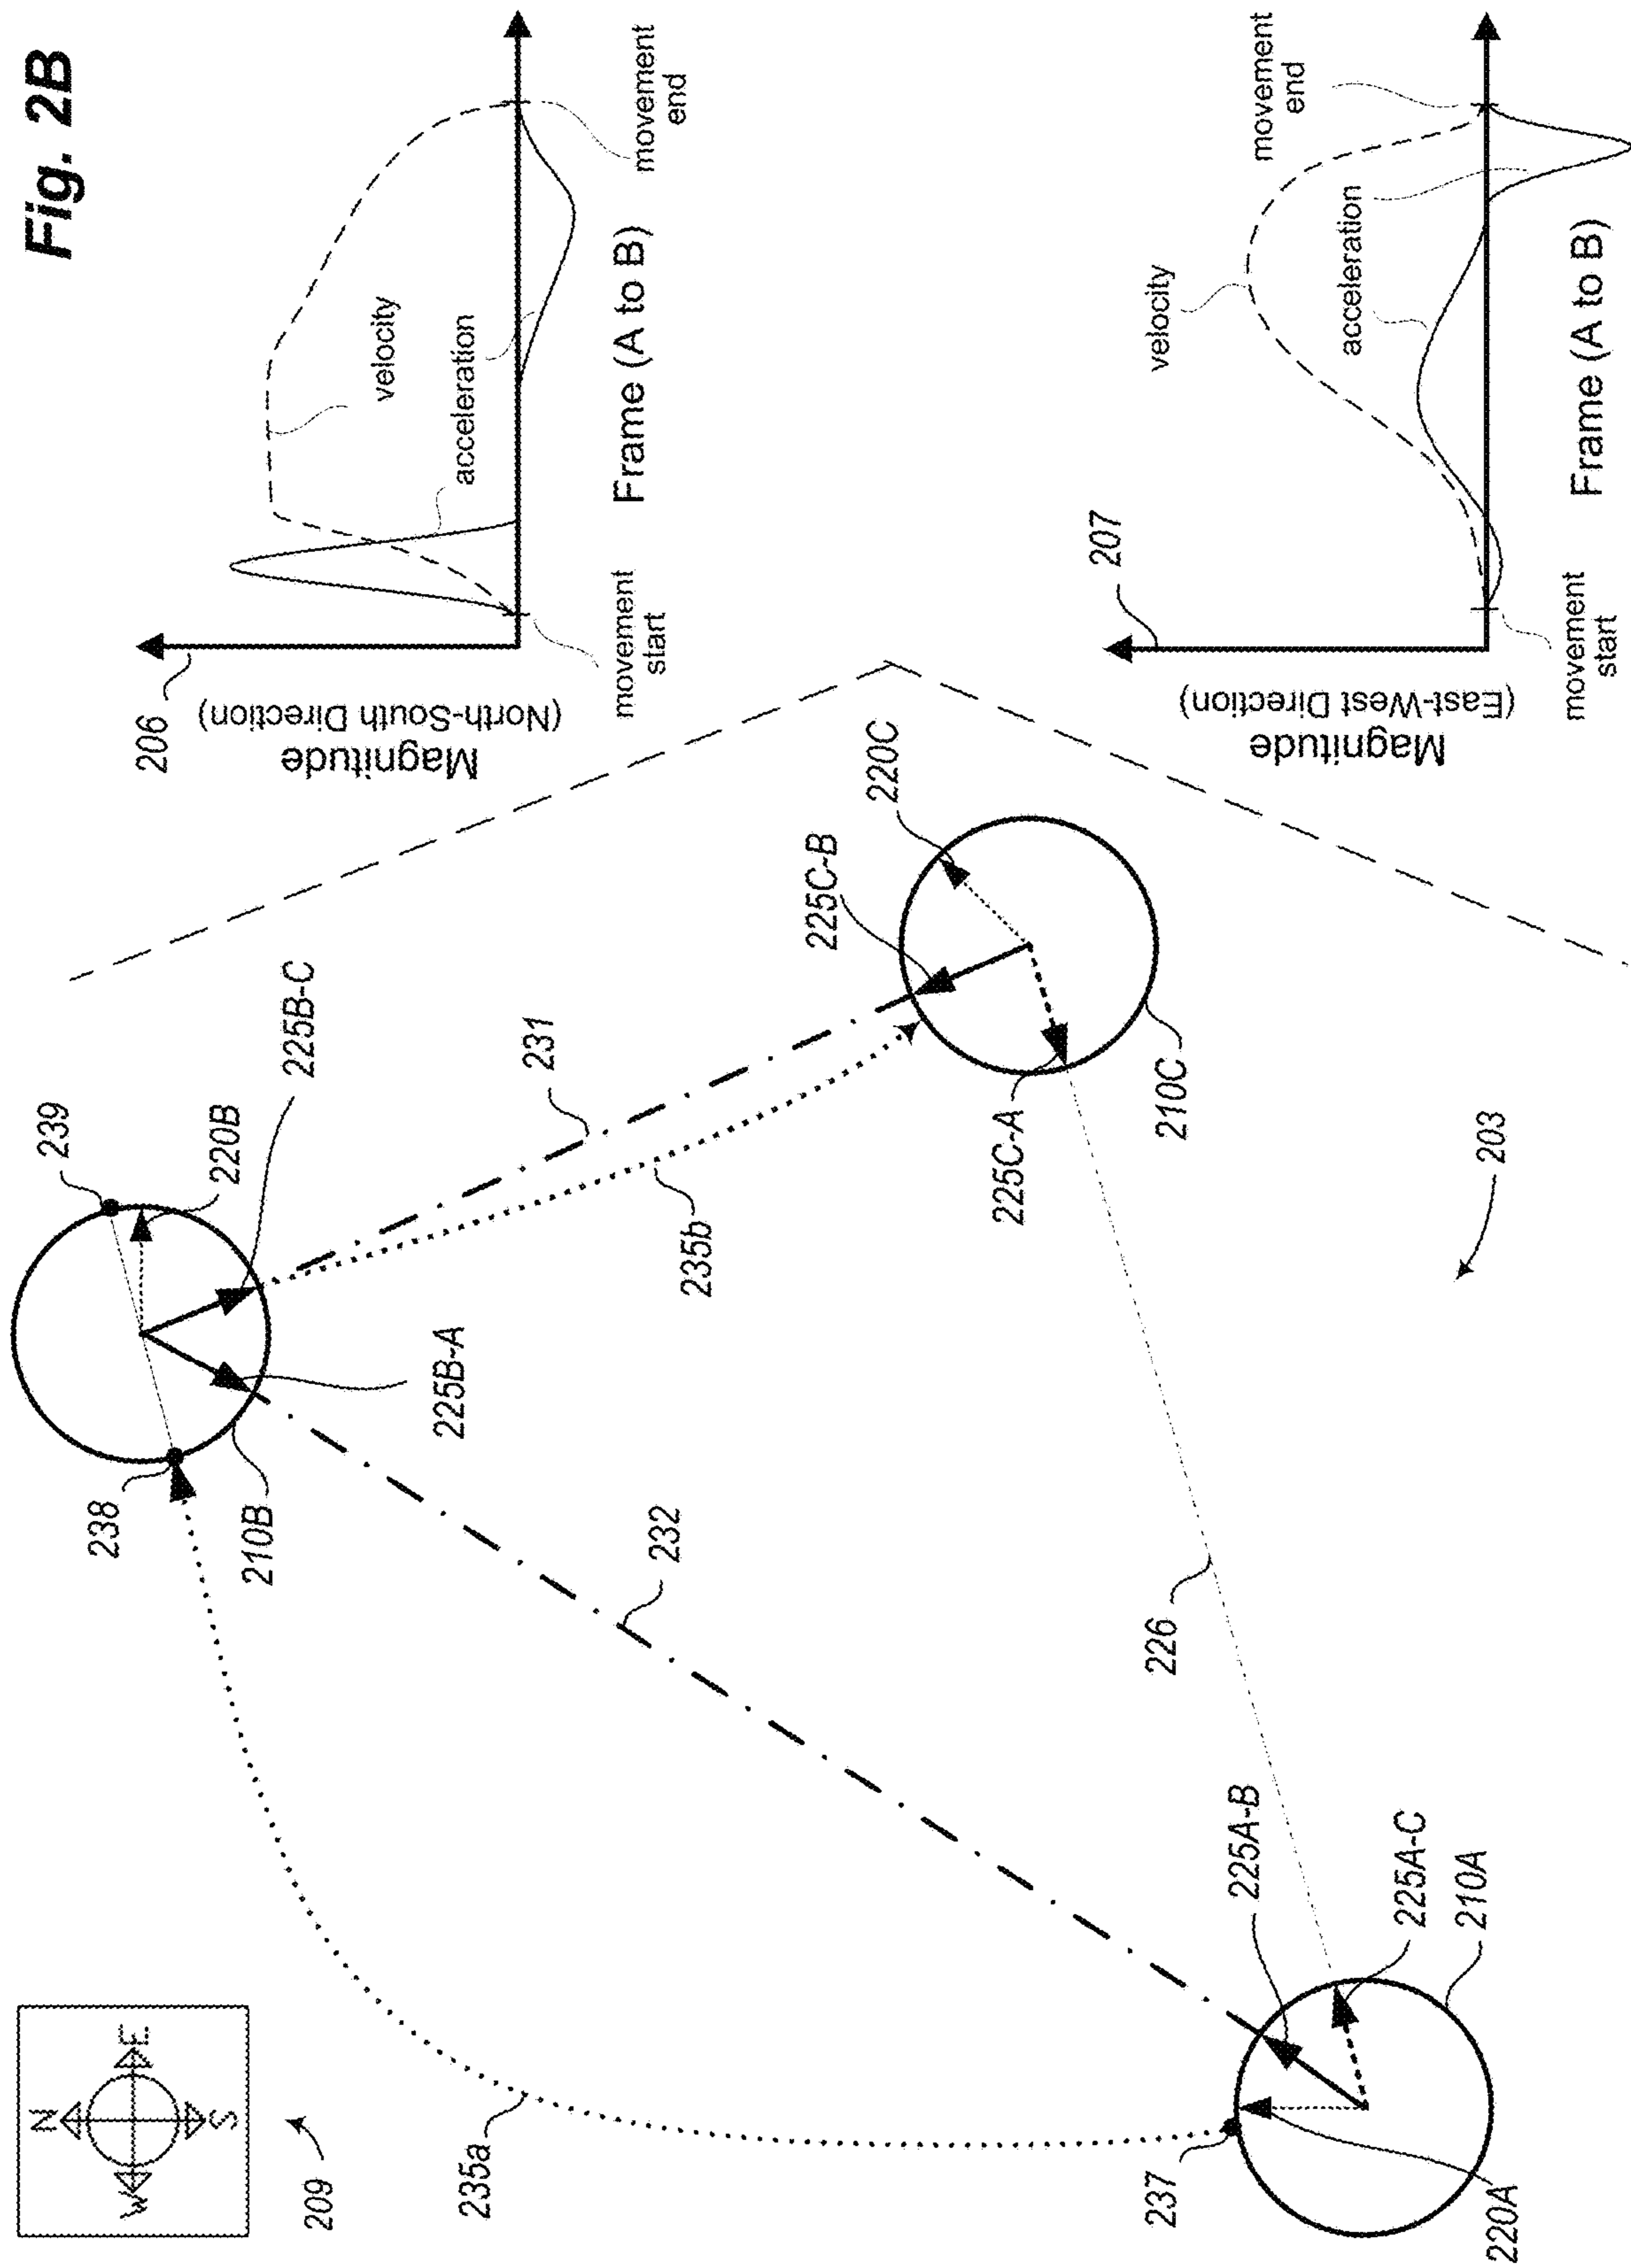 Fig. 2B
N
W
E
S
209
239
220B
225B-C
238
210B
225B-A
235a
232
231
235b
225C-B
220C
225C-A
210C
226
203
237
220A
225A-B
225A-C
210A
206
Magnitude
(North-South Direction)
velocity
acceleration
movement
start
movement
end
Frame (A to B)
207
Magnitude
(East-West Direction)
velocity
acceleration
movement
start
movement
end
Frame (A to B)